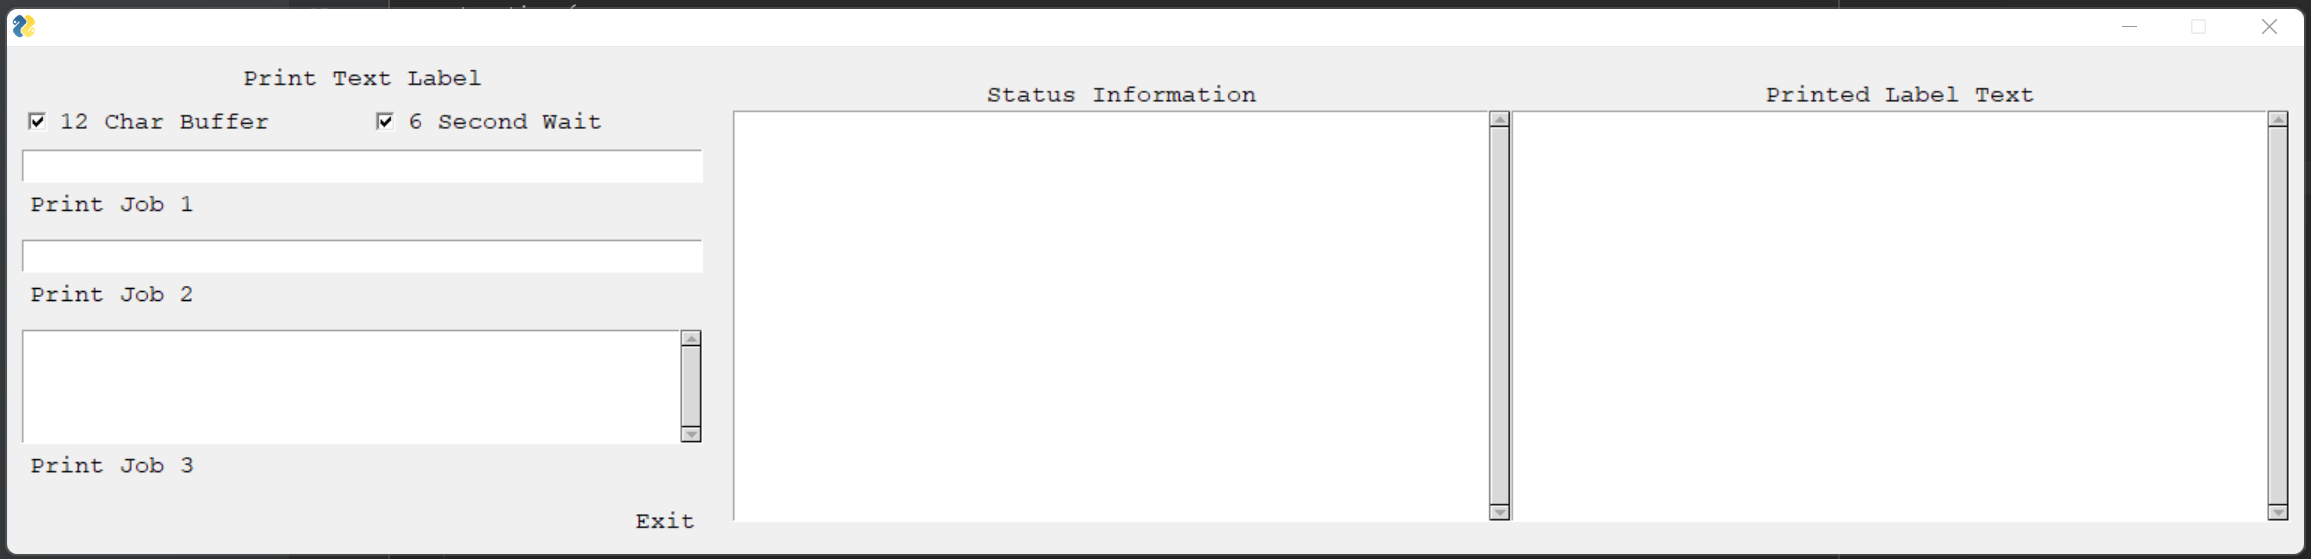 Print Text Label
12 Char Buffer
6 Second Wait
Print Job 1
Print Job 2
Print Job 3
Exit
Status Information
Printed Label Text